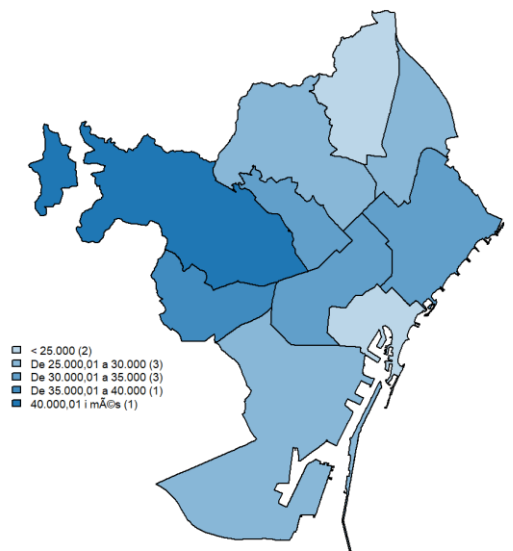 < 25.000 (2)
De 25.000,01 a 30.000 (3)
De 30.000,01 a 35.000 (3)
De 35.000,01 a 40.000 (1)
40.000,01 i mÃ©s (1)